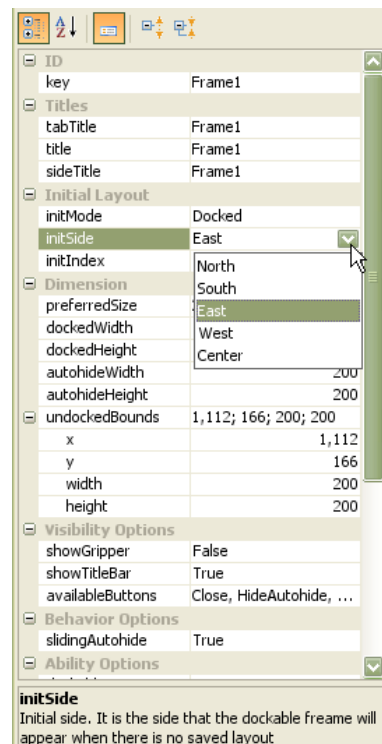 ID
key Frame1
Titles
tabTitle Frame1
title Frame1
sideTitle Frame1
Initial Layout
initMode Docked
initSide East
initIndex
North
South
East
West
Center
Dimension
preferredSize
dockedWidth
dockedHeight
autohideWidth 200
autohideHeight 200
undockedBounds 1,112; 166; 200; 200
x 1,112
y 166
width 200
height 200
Visibility Options
showGripper False
showTitleBar True
availableButtons Close, HideAutohide, ...
Behavior Options
slidingAutohide True
Ability Options
initSide
Initial side. It is the side that the dockable freame will
appear when there is no saved layout